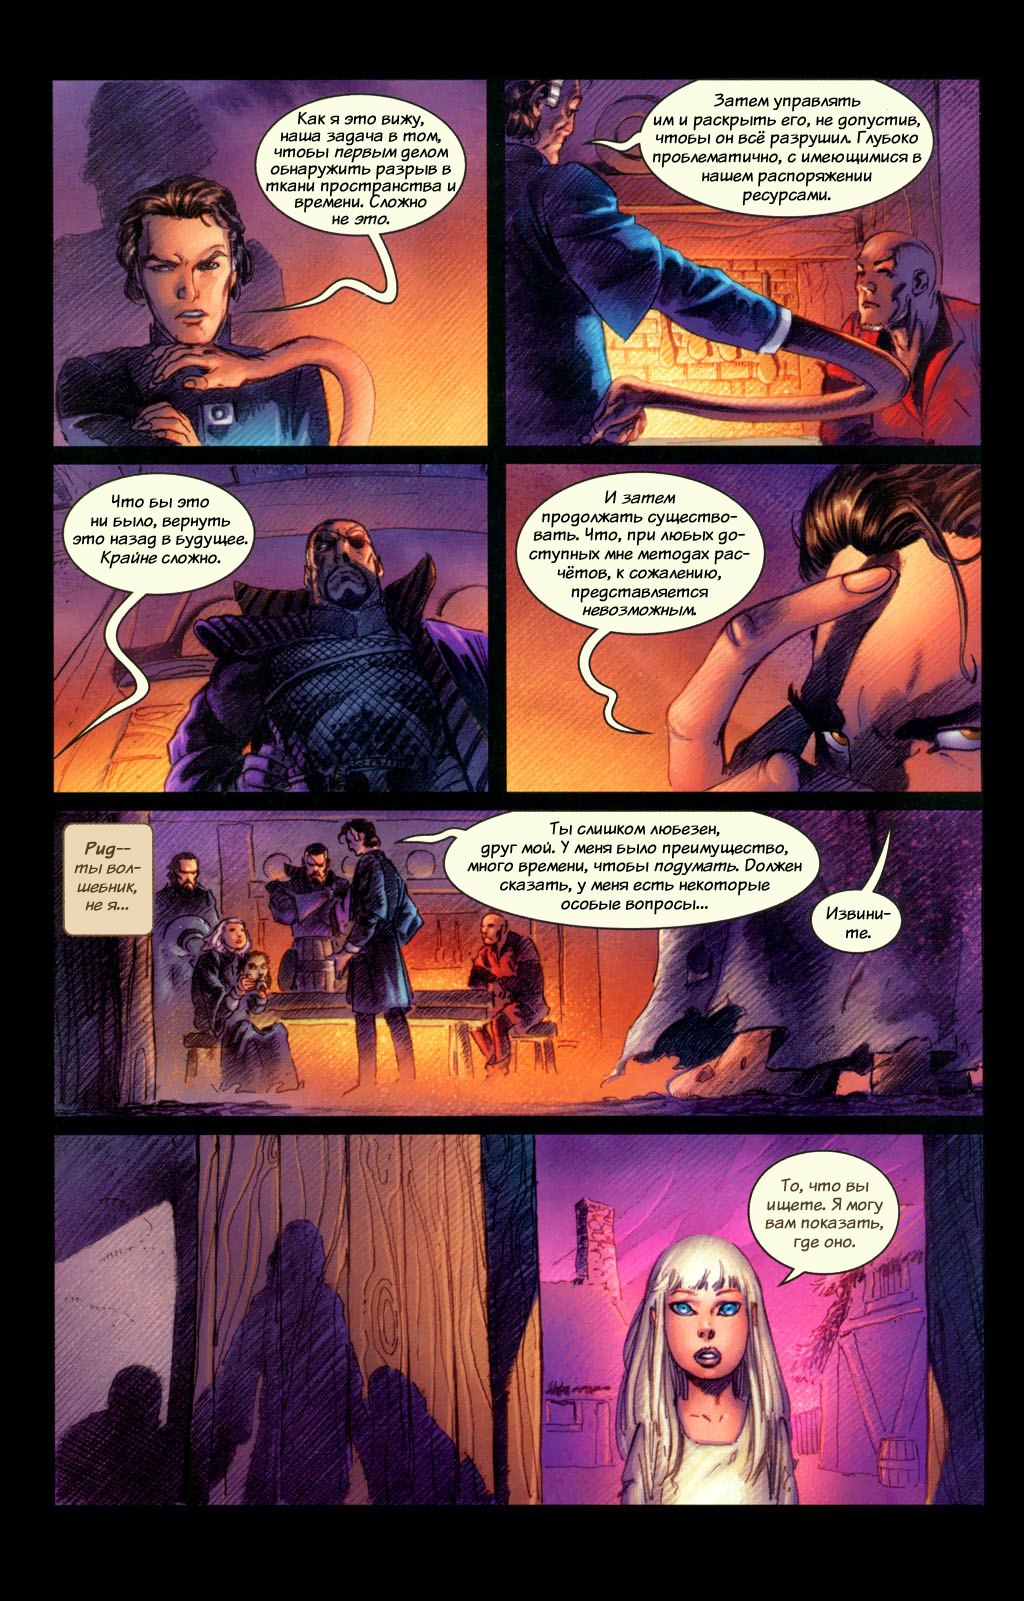 Как я это вижу,
наша задача в том,
чтобы первым делом
обнаружить разрыв в
ткани пространства и
времени. Сложно
не это.
Затем управлять
им и раскрыть его, не допустив,
чтобы он всё разрушил. Глубоко
проблематично, с имеющимися в
нашем распоряжении
ресурсами.
Что бы это
ни было, вернуть
это назад в будущее.
Крайне сложно.
И затем
продолжать существо-
вать. Что, при любых до-
ступных мне методах рас-
чётов, к сожалению,
представляется
невозможным.
Рид--
ты вол-
шебник,
не я...
Ты слишком любезен,
друг мой. У меня было преимущество,
много времени, чтобы подумать. Должен
сказать, у меня есть некоторые
особые вопросы...
Извини-
те.
То, что вы
ищете. Я могу
вам показать,
где оно.